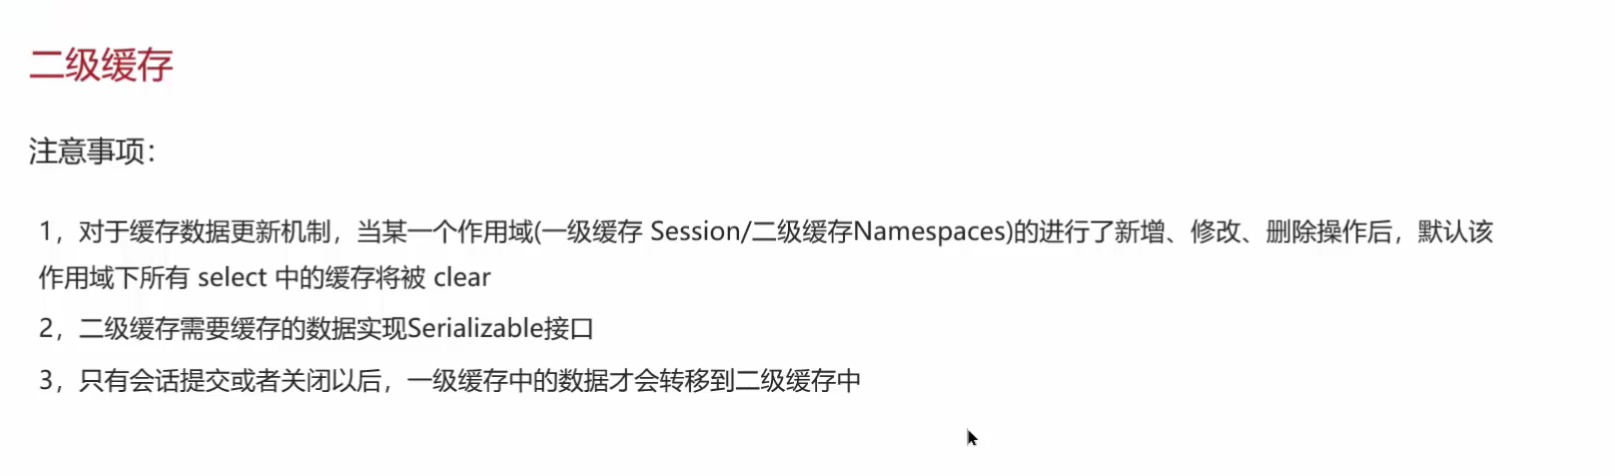 二级缓存
注意事项：
1，对于缓存数据更新机制，当某一个作用域(一级缓存 Session/二级缓存Namespaces)的进行了新增、修改、删除操作后，默认该
作用域下所有 select 中的缓存将被 clear
2，二级缓存需要缓存的数据实现Serializable接口
3，只有会话提交或者关闭以后，一级缓存中的数据才会转移到二级缓存中